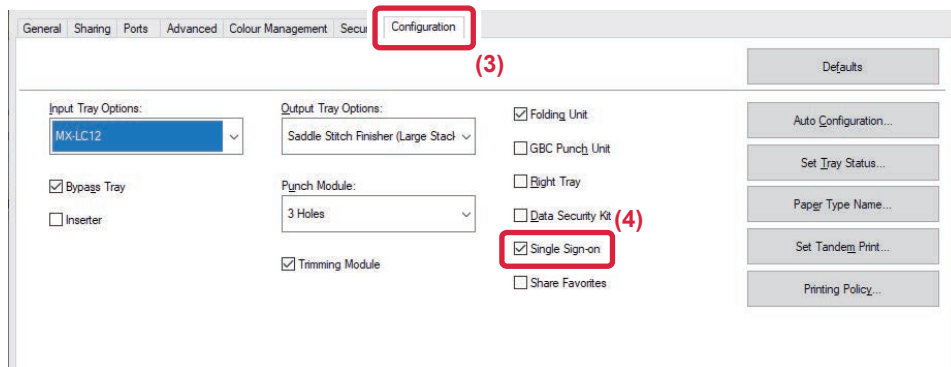 General Sharing Ports Advanced Colour Management Secu Configuration
(3)
Defaults
Input Tray Options:
MX-LC12
Bypass Tray
Inserter
Output Tray Options:
Saddle Stitch Finisher (Large Stack
Punch Module:
3 Holes
Trimming Module
Folding Unit
GBC Punch Unit
Right Tray
Data Security Kit
(4)
Single Sign-on
Share Favorites
Auto Configuration...
Set Tray Status...
Paper Type Name...
Set Tandem Print...
Printing Policy...